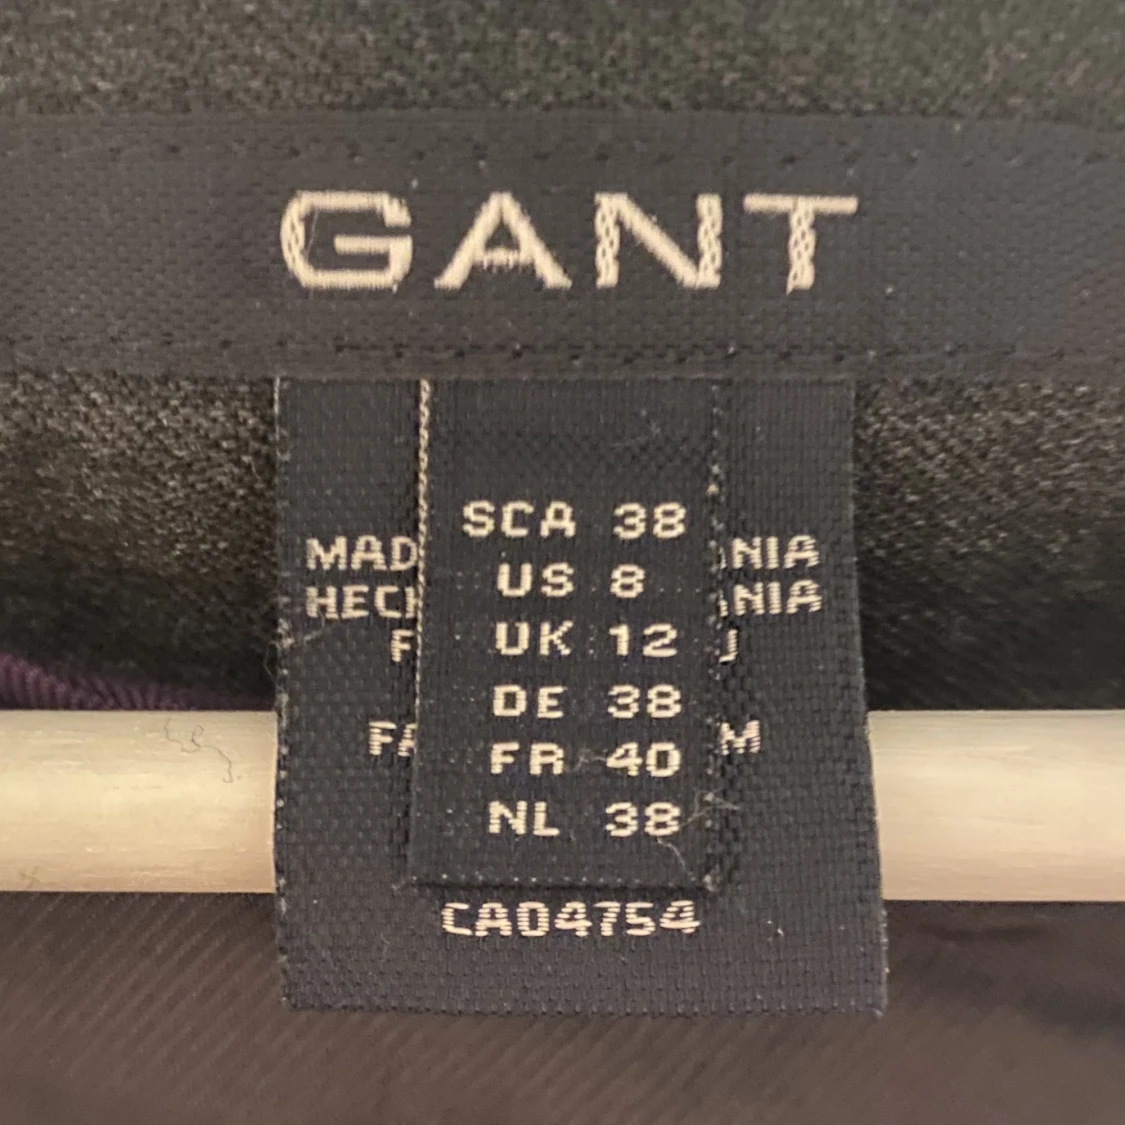 GANT
SCA 38
US 8
UK 12
DE 38
FR 40
NL 38
CA04754